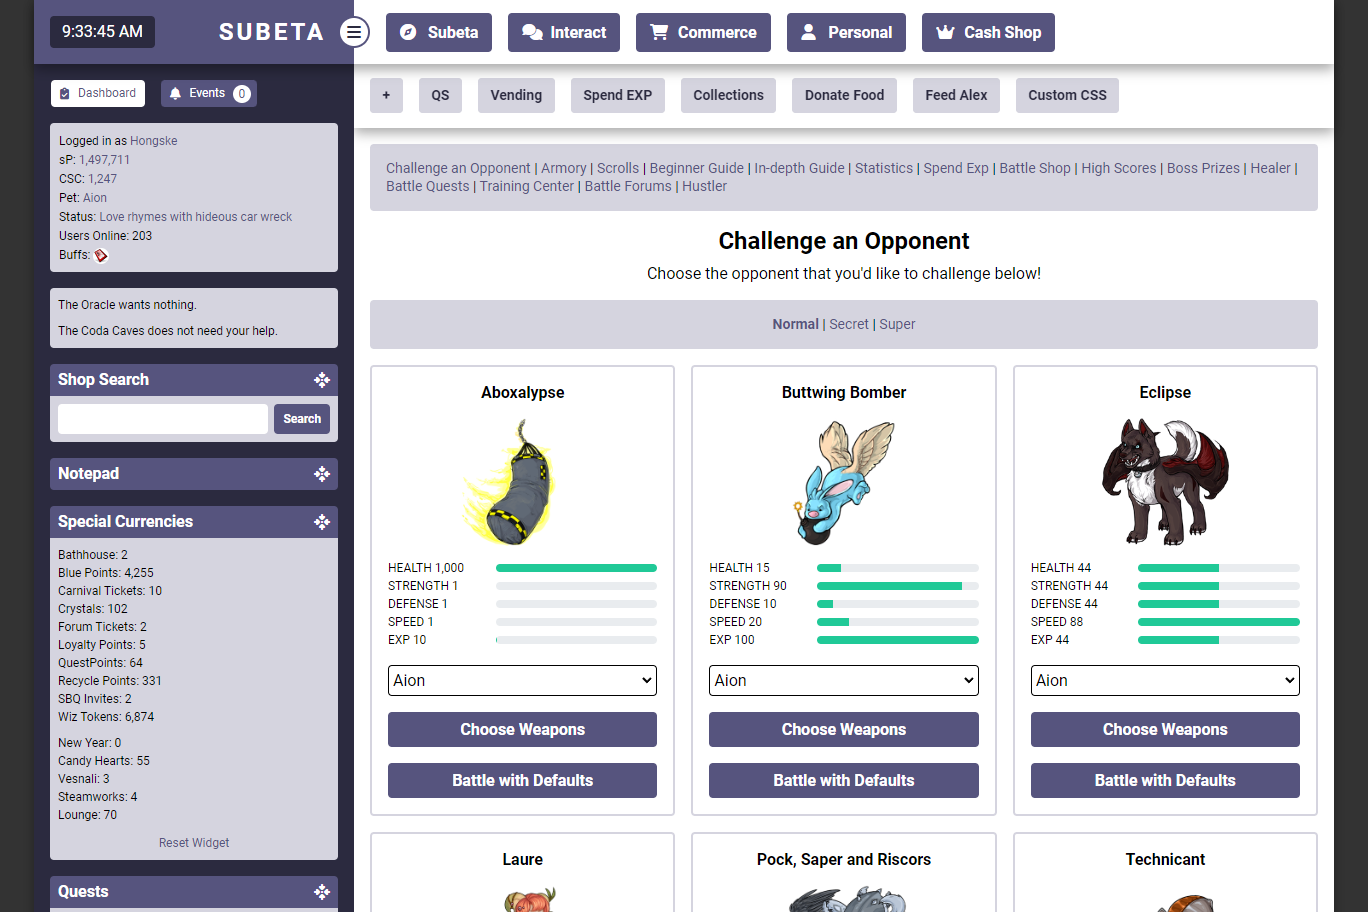 9:33:45 AM
SUBETA
Subeta
Interact
Commerce
Personal
Cash Shop
Dashboard
Events 0
+
QS
Vending
Spend EXP
Collections
Donate Food
Feed Alex
Custom CSS
Logged in as Hongske
sP: 1,497,711
CSC: 1,247
Pet: Aion
Status: Love rhymes with hideous car wreck
Users Online: 203
Buffs:
The Oracle wants nothing.
The Coda Caves does not need your help.
Shop Search
Search
Notepad
Special Currencies
Bathhouse: 2
Blue Points: 4,255
Carnival Tickets: 10
Crystals: 102
Forum Tickets: 2
Loyalty Points: 5
QuestPoints: 64
Recycle Points: 331
SBQ Invites: 2
Wiz Tokens: 6,874
New Year: 0
Candy Hearts: 55
Vesnali: 3
Steamworks: 4
Lounge: 70
Reset Widget
Quests
Challenge an Opponent | Armory | Scrolls | Beginner Guide | In-depth Guide | Statistics | Spend Exp | Battle Shop | High Scores | Boss Prizes | Healer |
Battle Quests | Training Center | Battle Forums | Hustler
Challenge an Opponent
Choose the opponent that you'd like to challenge below!
Normal | Secret | Super
Aboxalypse
HEALTH 1,000
STRENGTH 1
DEFENSE 1
SPEED 1
EXP 10
Aion
Choose Weapons
Battle with Defaults
Buttwing Bomber
HEALTH 15
STRENGTH 90
DEFENSE 10
SPEED 20
EXP 100
Aion
Choose Weapons
Battle with Defaults
Eclipse
HEALTH 44
STRENGTH 44
DEFENSE 44
SPEED 88
EXP 44
Aion
Choose Weapons
Battle with Defaults
Laure
Pock, Saper and Riscors
Technicant